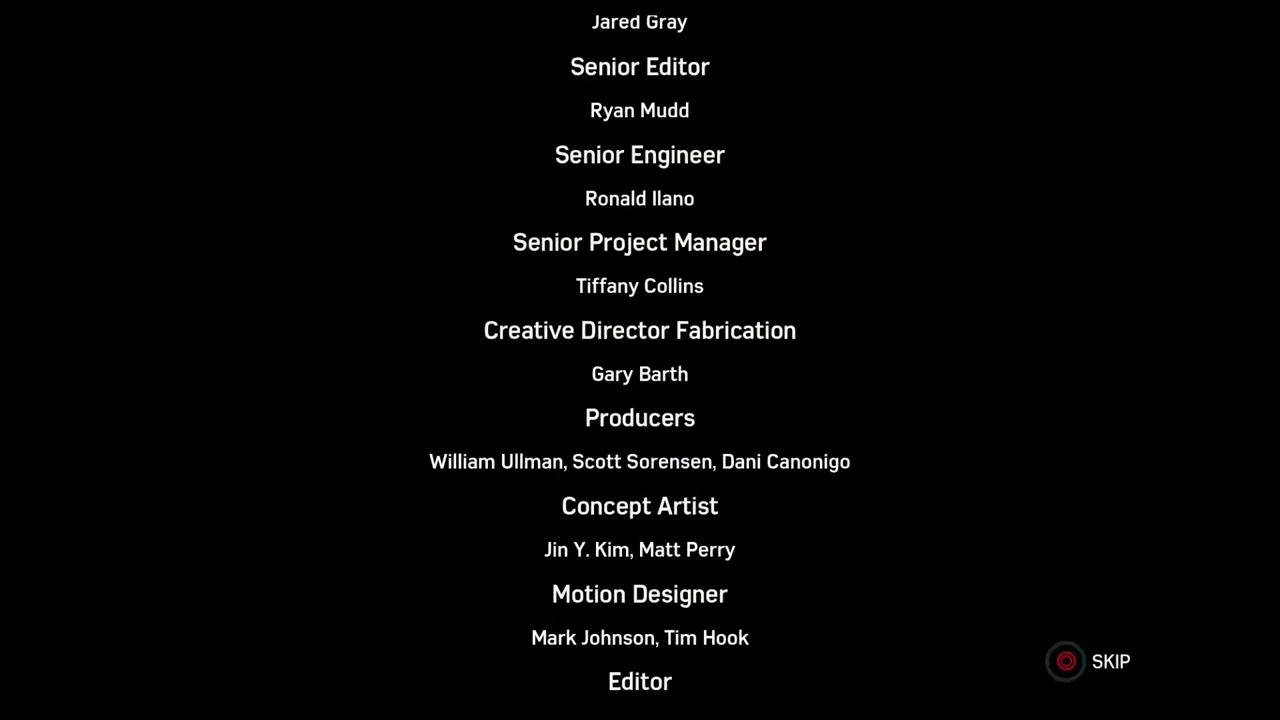 Jared Gray
Senior Editor
Ryan Mudd
Senior Engineer
Ronald Ilano
Senior Project Manager
Tiffany Collins
Creative Director Fabrication
Gary Barth
Producers
William Ullman, Scott Sorensen, Dani Canonigo
Concept Artist
Jin Y. Kim, Matt Perry
Motion Designer
Mark Johnson, Tim Hook
SKIP
Editor